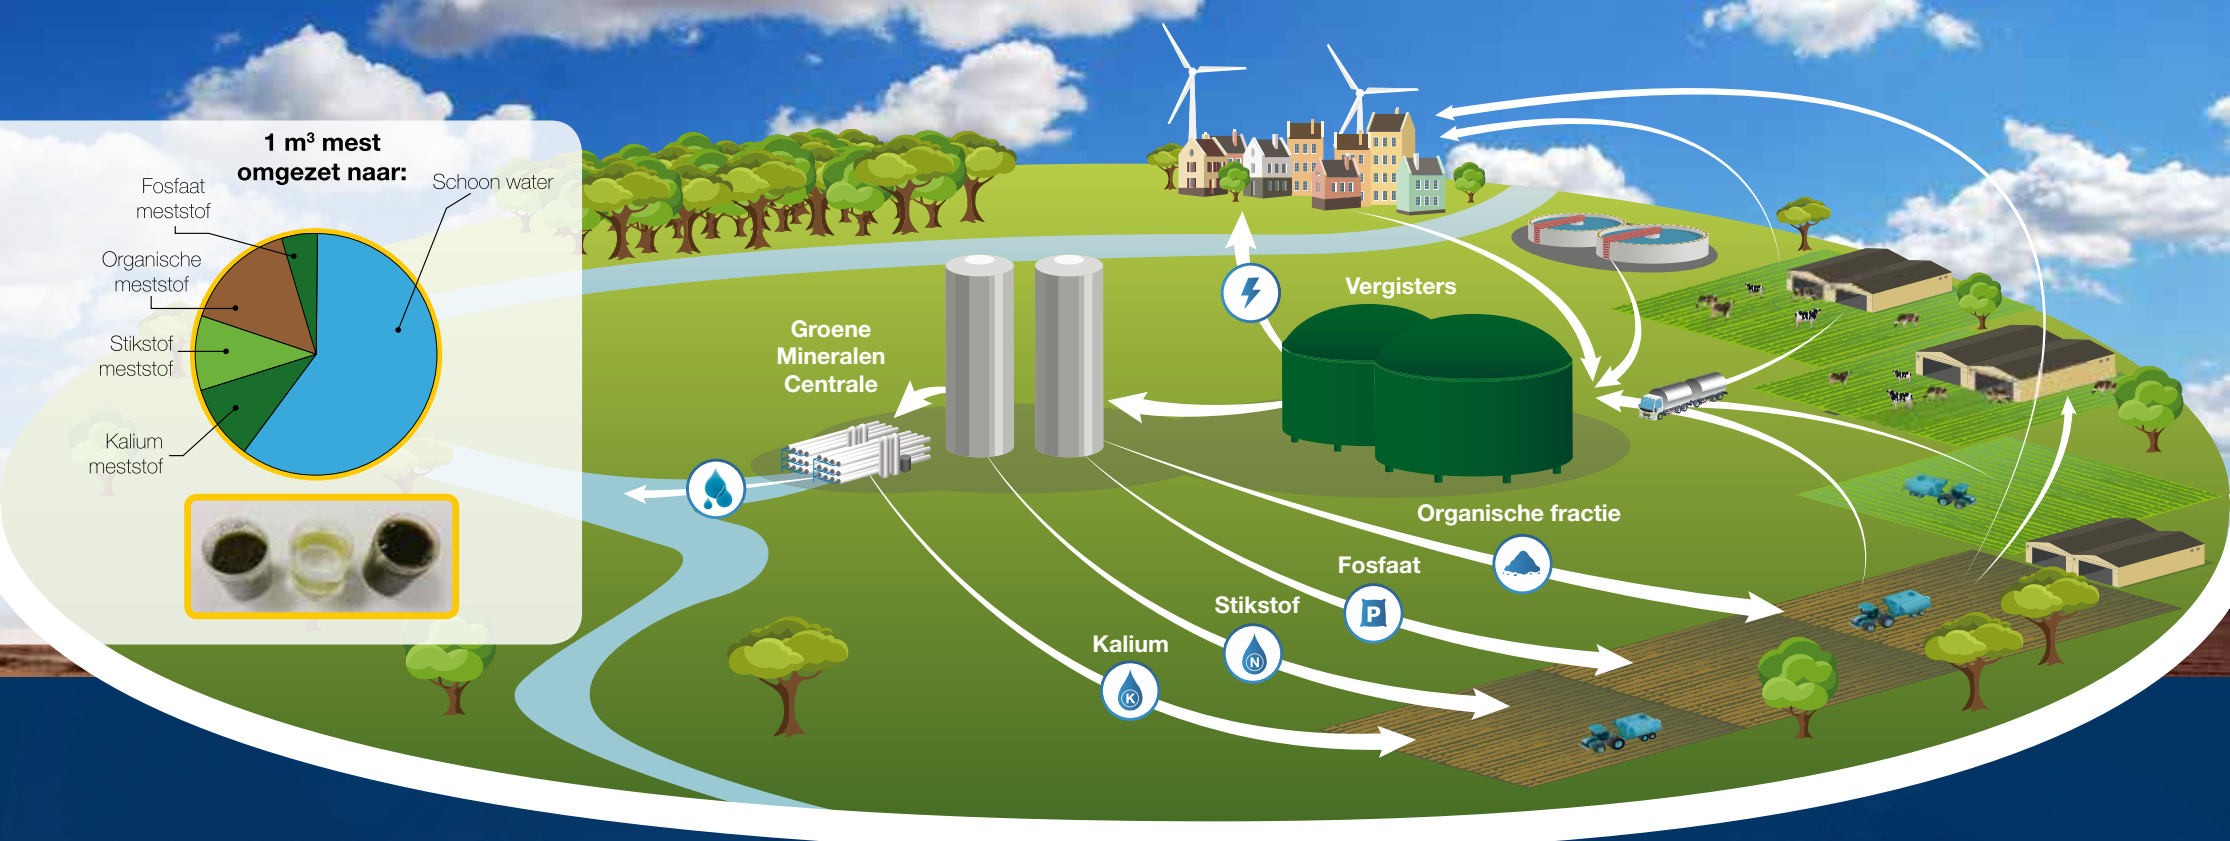 1 m³ mest
omgezet naar:
Schoon water
Fosfaat
meststof
Organische
meststof
Stikstof
meststof
Kalium
meststof
Groene
Mineralen
Centrale
Vergisters
Organische fractie
Fosfaat
P
Stikstof
N
Kalium
K